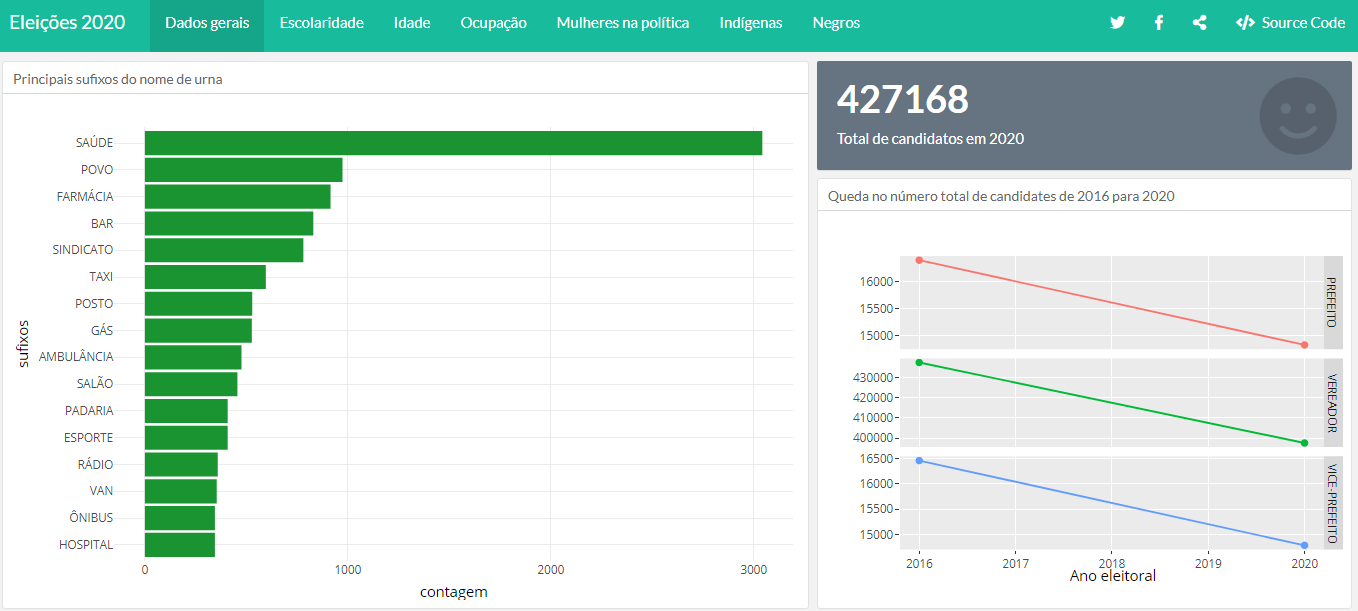 Eleições 2020 Dados gerais Escolaridade Idade Ocupação Mulheres na política Indígenas Negros Source Code
Principais sufixos do nome de urna
sufixos
SAÚDE
POVO
FARMÁCIA
BAR
SINDICATO
TAXI
POSTO
GÁS
AMBULÂNCIA
SALÃO
PADARIA
ESPORTE
RÁDIO
VAN
ÔNIBUS
HOSPITAL
0 1000 2000 3000
contagem
427168
Total de candidatos em 2020
Queda no número total de candidates de 2016 para 2020
16000
15500
15000
PREFEITO
430000
420000
410000
400000
VEREADOR
16500
16000
15500
15000
VICE-PREFEITO
2016 2017 2018 2019 2020
Ano eleitoral